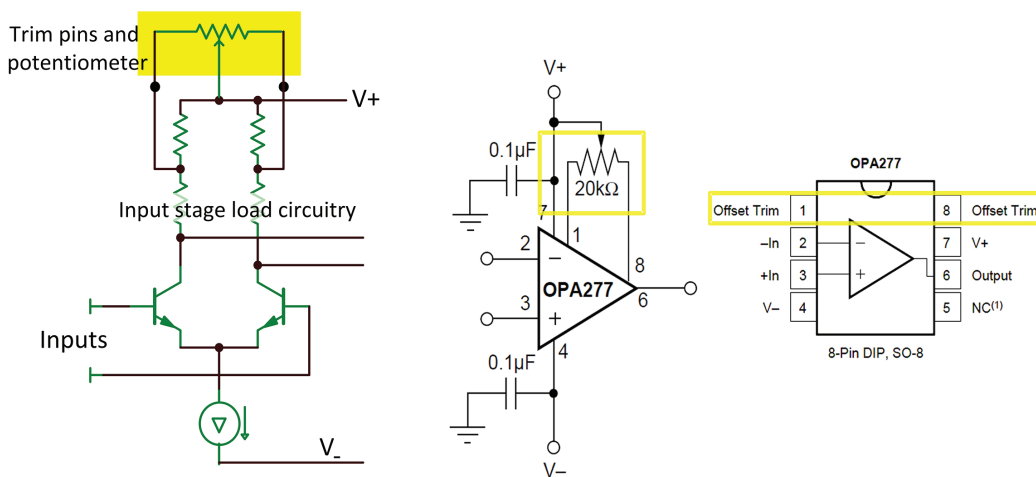 Trim pins and
potentiometer
V+
Input stage load circuitry
Inputs
V-
V+
0.1µF
20kΩ
7
1
2
–
8
OPA277
6
3
+
4
0.1µF
V–
OPA277
Offset Trim 1 8 Offset Trim
–In 2 – 7 V+
+In 3 + 6 Output
V– 4 5 NC(1)
8-Pin DIP, SO-8